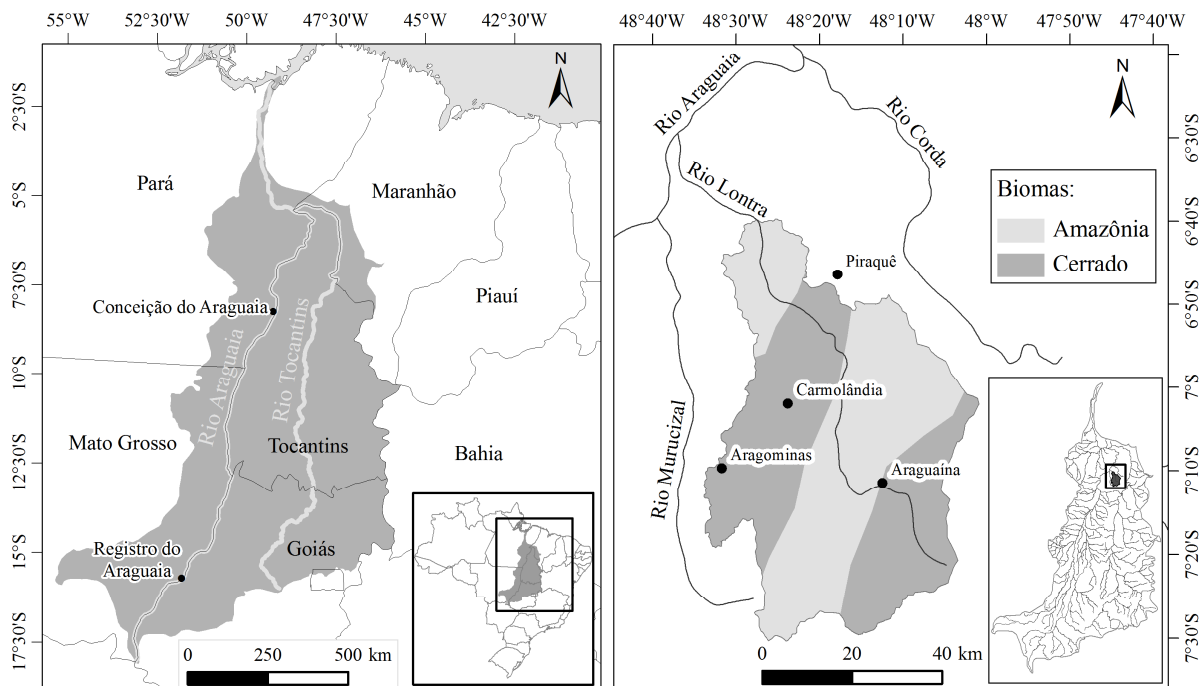 55°W 52°30'W 50°W 47°30'W 45°W 42°30'W
2°30'S
5°S
7°30'S
10°S
12°30'S
15°S
17°30'S
N
Pará
Maranhão
Piauí
Conceição do Araguaia
Rio Araguaia
Rio Tocantins
Mato Grosso
Tocantins
Bahia
Registro do
Araguaia
Goiás
0 250 500 km
48°40'W 48°30'W 48°20'W 48°10'W 48°W 47°50'W 47°40'W
6°30'S
6°40'S
6°50'S
7°S
7°10'S
7°20'S
7°30'S
N
Rio Araguaia
Rio Corda
Rio Lontra
Biomas:
Amazônia
Cerrado
Piraquê
Carmolândia
Rio Murucizal
Aragominas
Araguaína
0 20 40 km